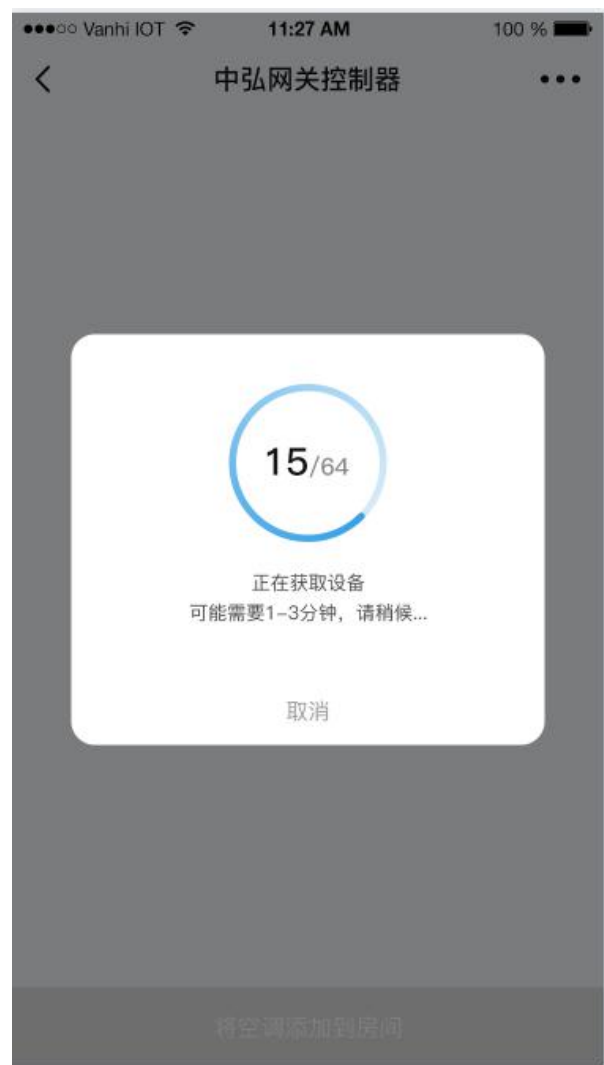 Vanhi IOT 11:27 AM 100 %
中弘网关控制器
15/64
正在获取设备
可能需要1-3分钟，请稍候...
取消
将空调添加到房间